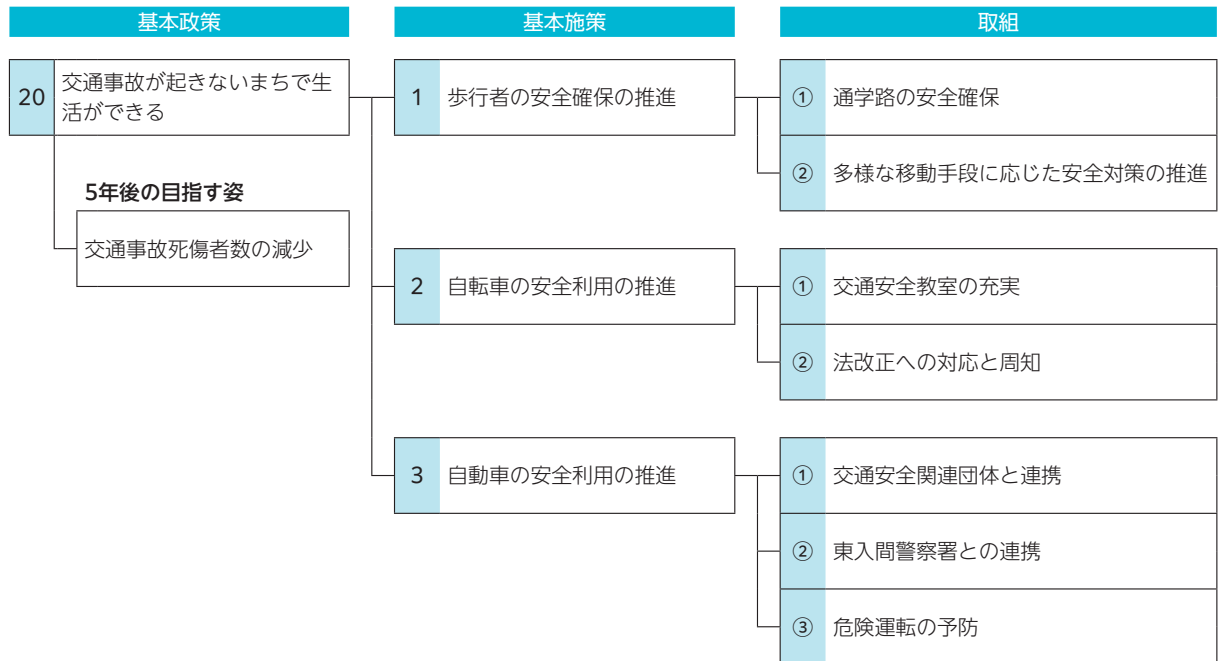 基本政策
基本施策
取組
20
交通事故が起きないまちで生
活ができる
5年後の目指す姿
交通事故死傷者数の減少
1 歩行者の安全確保の推進
① 通学路の安全確保
② 多様な移動手段に応じた安全対策の推進
2 自転車の安全利用の推進
① 交通安全教室の充実
② 法改正への対応と周知
3 自動車の安全利用の推進
① 交通安全関連団体と連携
② 東入間警察署との連携
③ 危険運転の予防